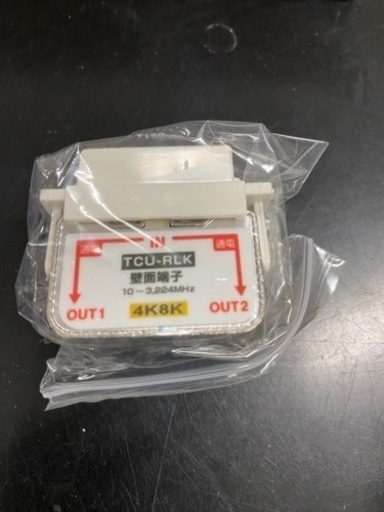 通電 IN 通電
TCU-RLK
壁面端子
10～3,224MHz
OUT1 4K8K OUT2